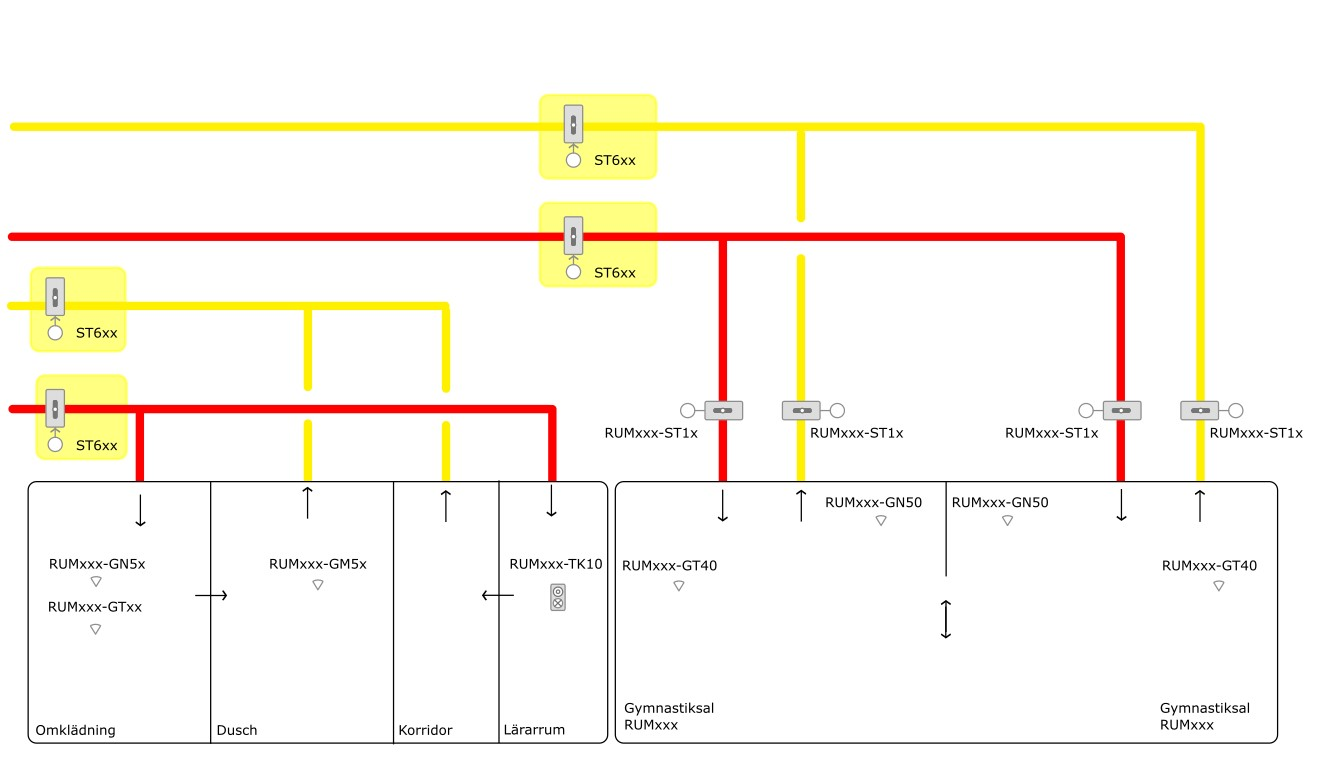 ST6xx
ST6xx
ST6xx
ST6xx
RUMxxx-ST1x
RUMxxx-ST1x
RUMxxx-ST1x
RUMxxx-ST1x
RUMxxx-GN50
RUMxxx-GN50
RUMxxx-GN5x
RUMxxx-GM5x
RUMxxx-TK10
RUMxxx-GT40
RUMxxx-GT40
RUMxxx-GTxx
Gymnastiksal
RUMxxx
Gymnastiksal
RUMxxx
Omklädning
Dusch
Korridor
Lärarrum